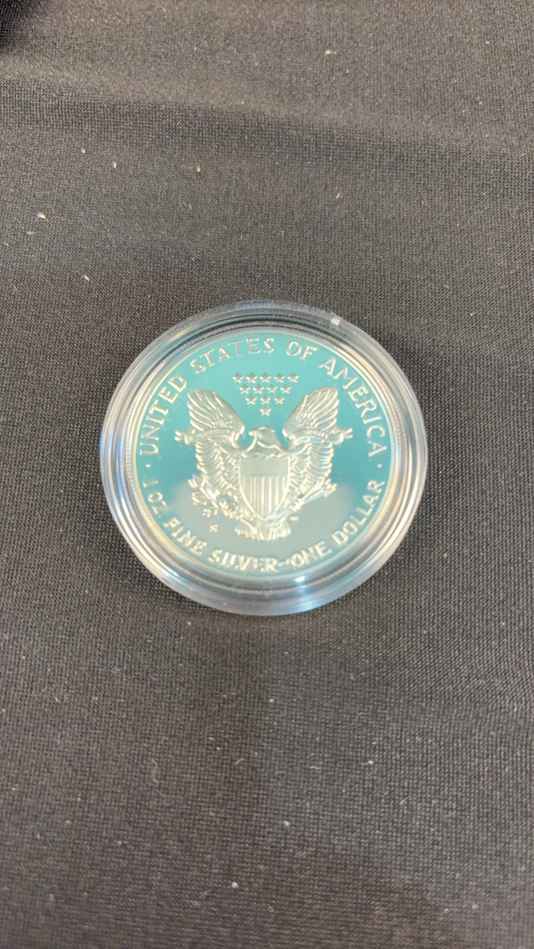 · UNITED STATES OF AMERICA ·
1 OZ FINE SILVER-ONE DOLLAR